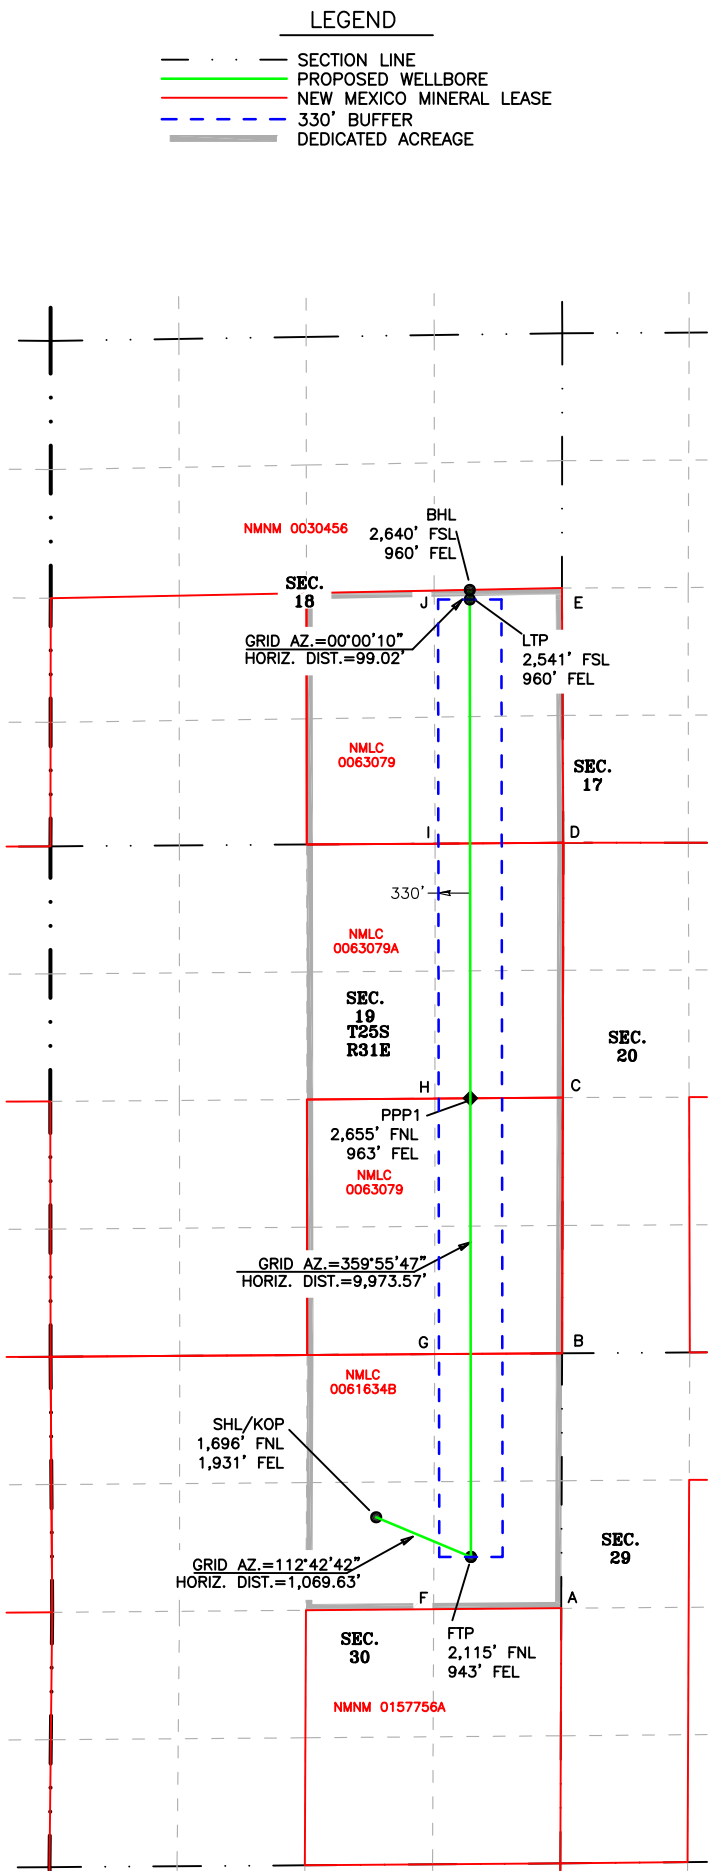 LEGEND
SECTION LINE
PROPOSED WELLBORE
NEW MEXICO MINERAL LEASE
330' BUFFER
DEDICATED ACREAGE
BHL
2,640' FSL
960' FEL
NMNM 0030456
SEC.
18
J
E
GRID AZ.=00°00'10"
HORIZ. DIST.=99.02'
LTP
2,541' FSL
960' FEL
NMLC
0063079
SEC.
17
I
D
330'
NMLC
0063079A
SEC.
19
T25S
R31E
SEC.
20
H
C
PPP1
2,655' FNL
963' FEL
NMLC
0063079
GRID AZ.=359°55'47"
HORIZ. DIST.=9,973.57'
G
B
NMLC
0061634B
SHL/KOP
1,696' FNL
1,931' FEL
SEC.
29
GRID AZ.=112°42'42"
HORIZ. DIST.=1,069.63'
F
A
SEC.
30
FTP
2,115' FNL
943' FEL
NMNM 0157756A